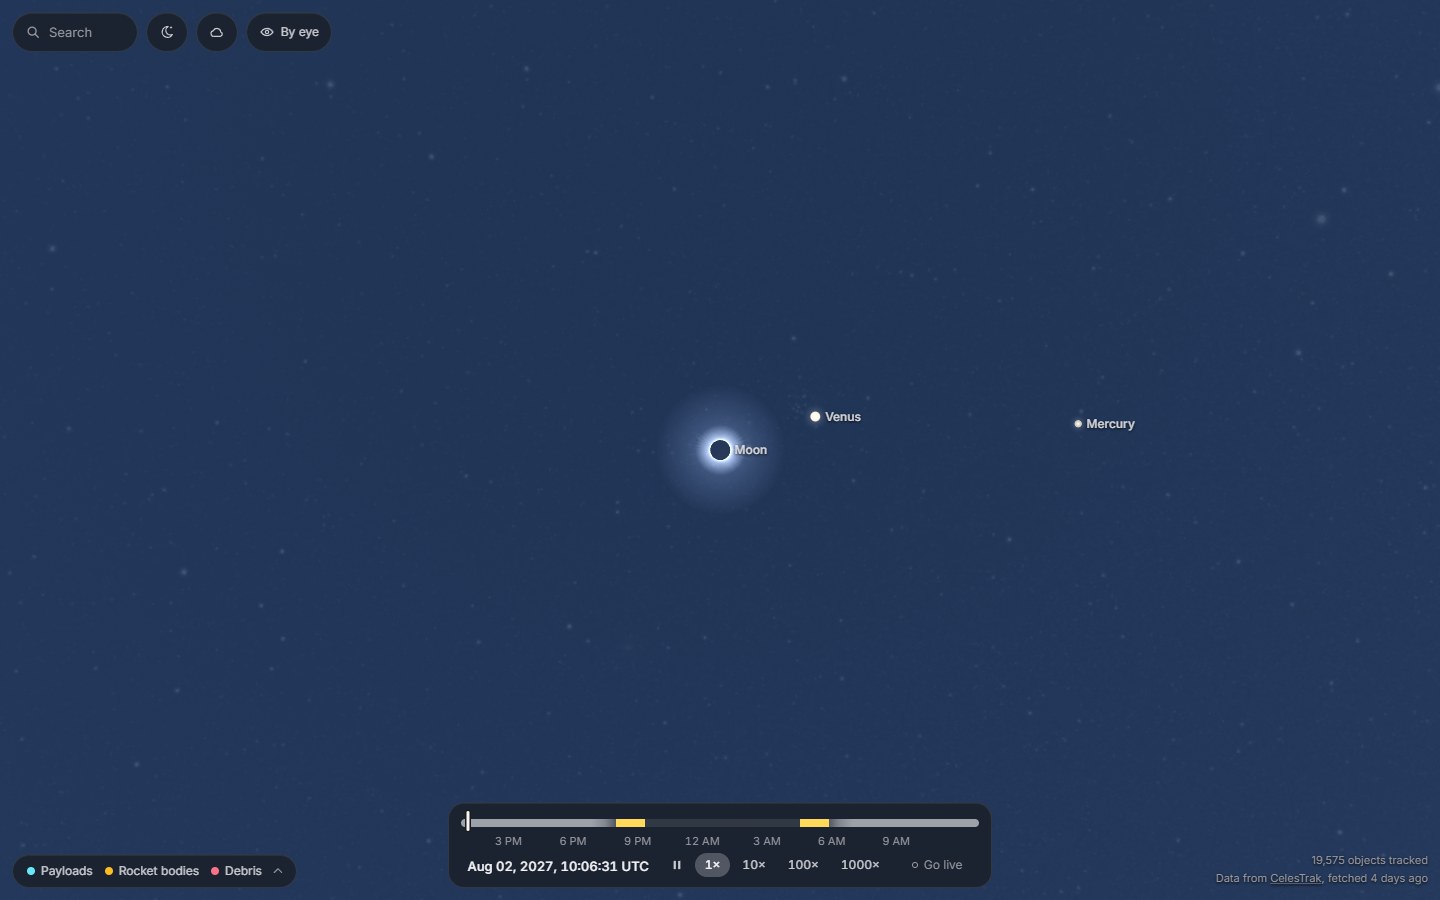 Search
By eye
Venus
Mercury
Moon
3 PM 6 PM 9 PM 12 AM 3 AM 6 AM 9 AM
Aug 02, 2027, 10:06:31 UTC 1× 10× 100× 1000× Go live
Payloads Rocket bodies Debris
19,575 objects tracked
Data from CelesTrak, fetched 4 days ago